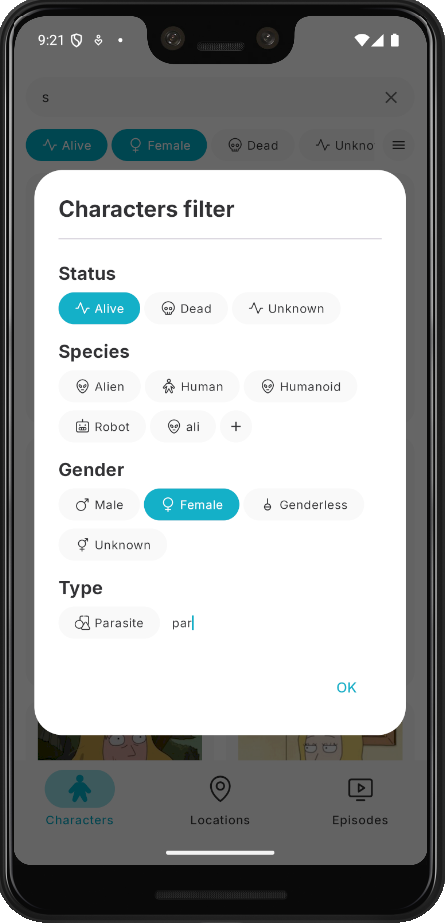 9:21
s
Alive Female Dead Unkno
Characters filter
Status
Alive Dead Unknown
Species
Alien Human Humanoid
Robot ali +
Gender
Male Female Genderless
Unknown
Type
Parasite par
OK
Characters Locations Episodes